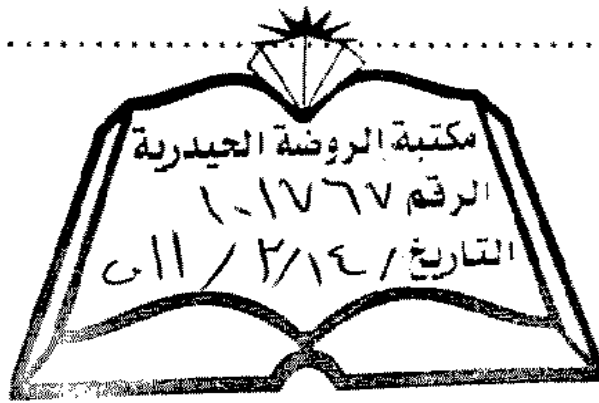 مكتبة الروضة الحيدرية
الرقم ١٠١٧٦٧
التاريخ / ١٤/٢ / ١١